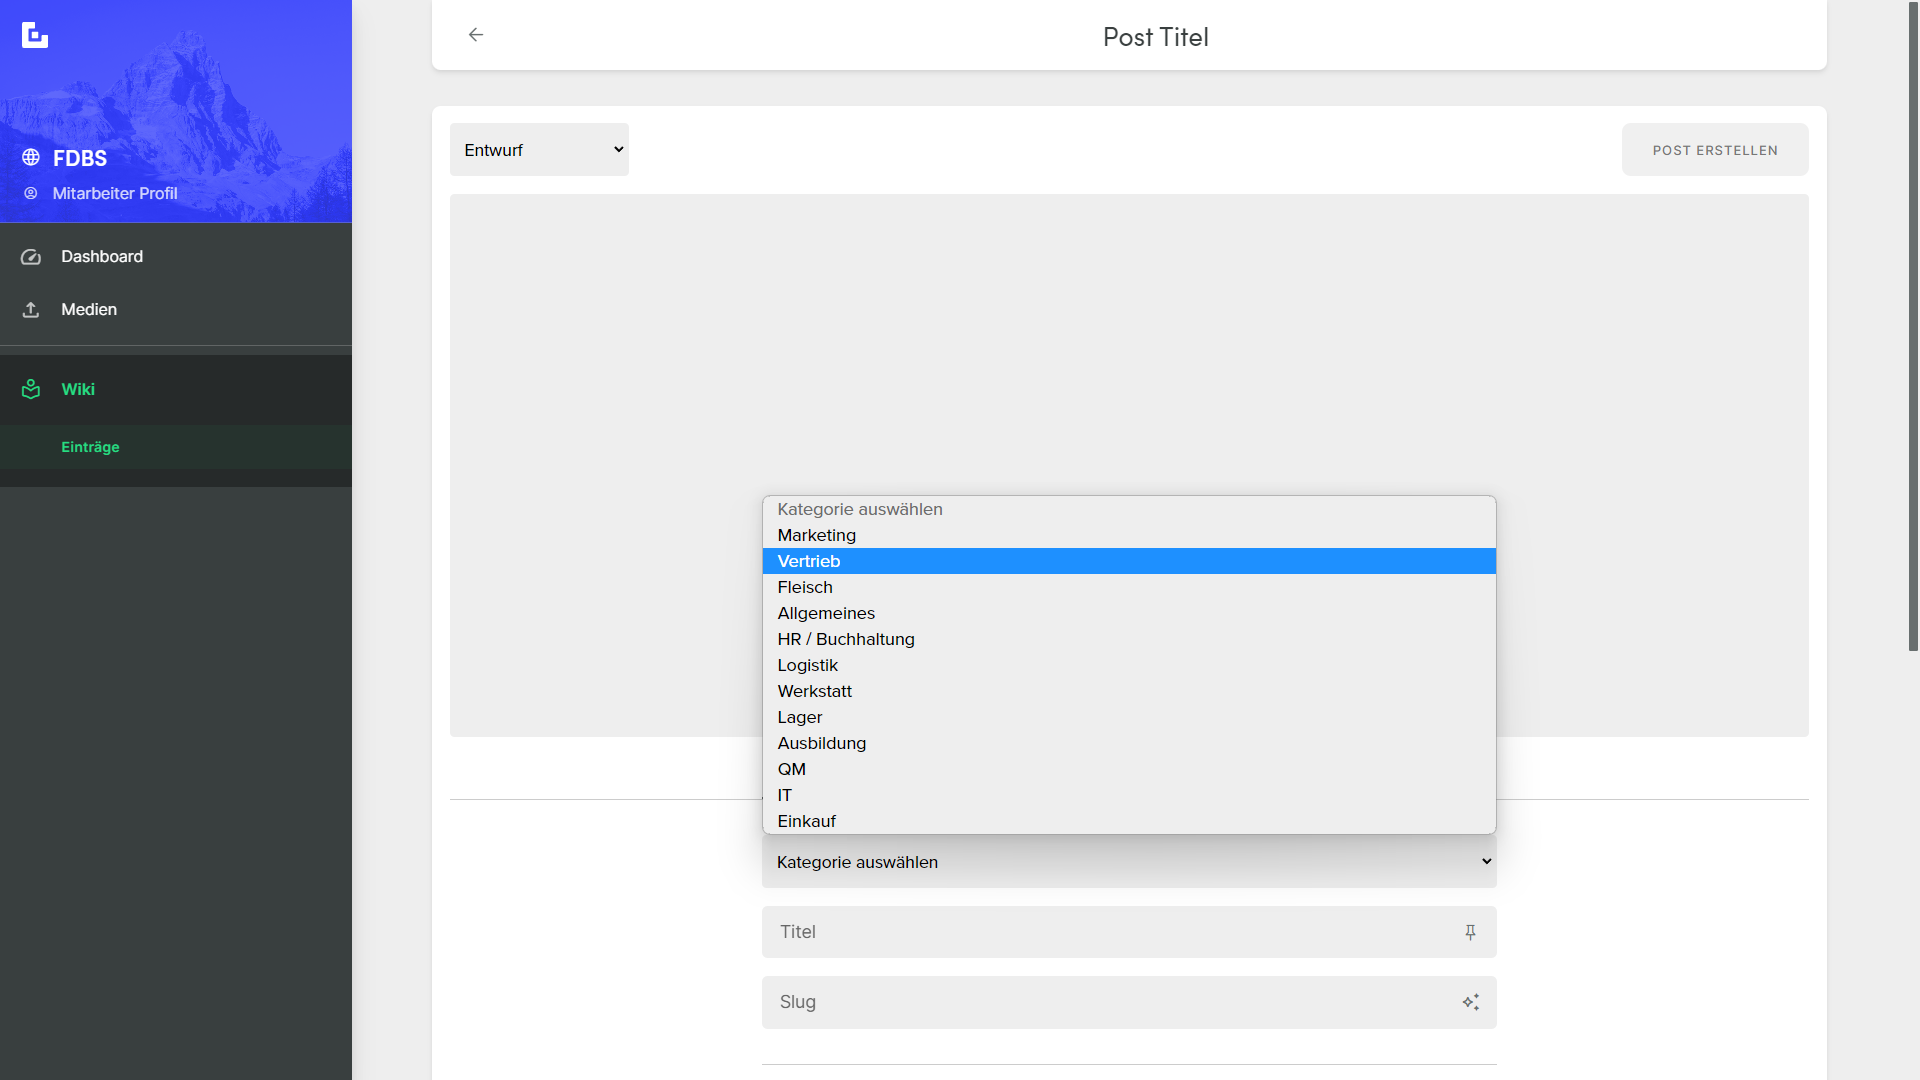 FDBS
Mitarbeiter Profil
Dashboard
Medien
Wiki
Einträge
Post Titel
Entwurf
POST ERSTELLEN
Kategorie auswählen
Marketing
Vertrieb
Fleisch
Allgemeines
HR / Buchhaltung
Logistik
Werkstatt
Lager
Ausbildung
QM
IT
Einkauf
Kategorie auswählen
Titel
Slug